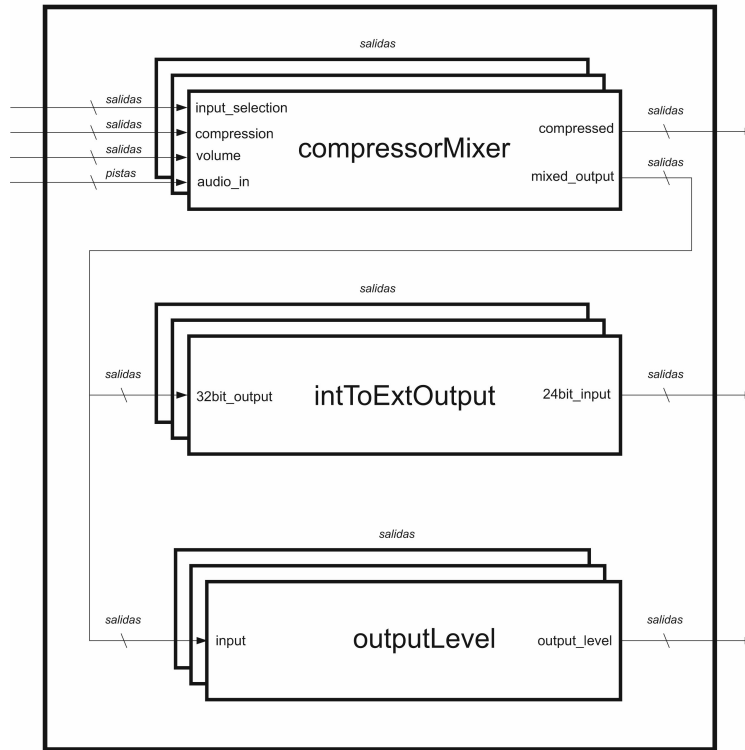 salidas
salidas
input_selection
salidas
compression
salidas
volume
pistas
audio_in
compressorMixer
compressed
salidas
mixed_output
salidas
salidas
salidas
32bit_output
intToExtOutput
24bit_input
salidas
salidas
salidas
input
outputLevel
output_level
salidas